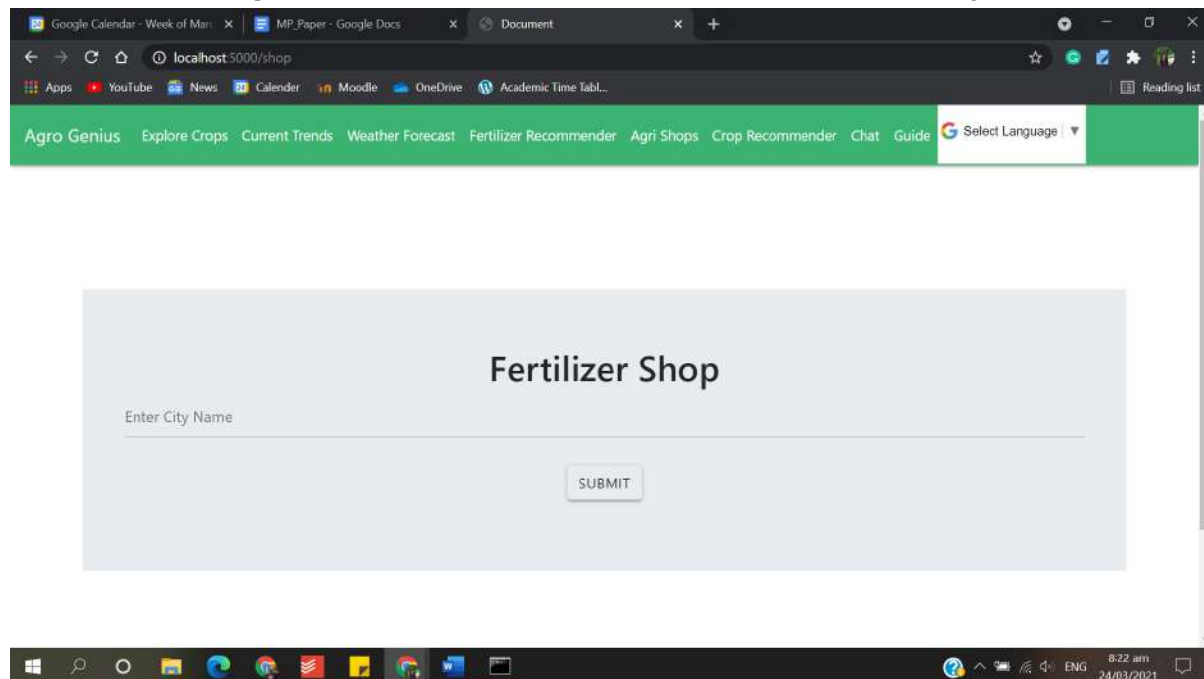 Google Calendar - Week of Marc
MP_Paper - Google Docs
Document
localhost:5000/shop
Apps YouTube News Calender Moodle OneDrive Academic Time Tabl... Reading list
Agro Genius Explore Crops Current Trends Weather Forecast Fertilizer Recommender Agri Shops Crop Recommender Chat Guide Select Language
Fertilizer Shop
Enter City Name
SUBMIT
ENG 8:22 am
24/03/2021